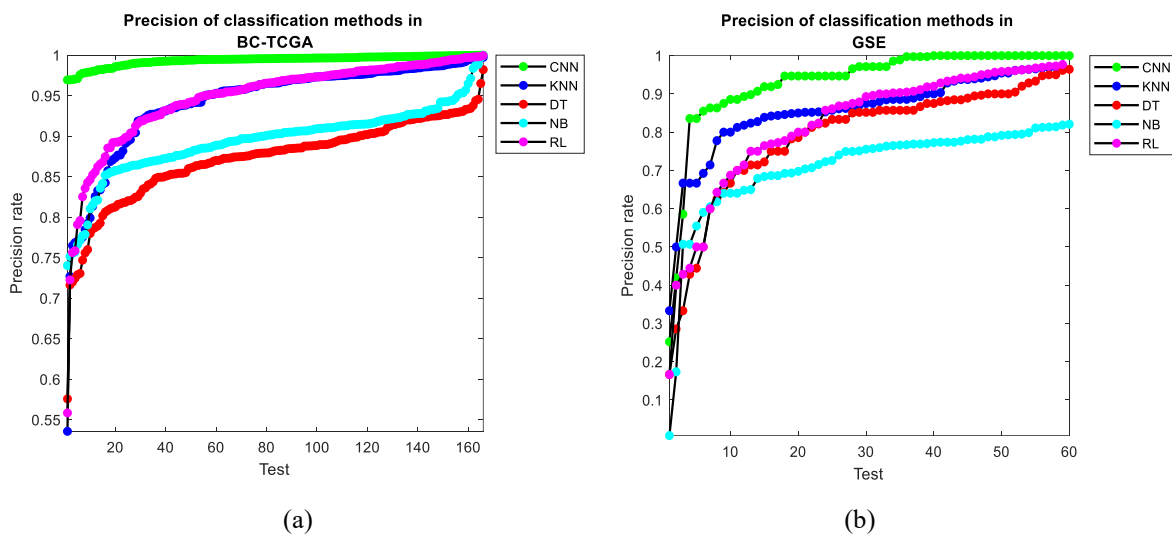 Precision of classification methods in
BC-TCGA
1
0.95
0.9
0.85
0.8
0.75
0.7
0.65
0.6
0.55
Precision rate
20 40 60 80 100 120 140 160
Test
CNN
KNN
DT
NB
RL
(a)
Precision of classification methods in
GSE
1
0.9
0.8
0.7
0.6
0.5
0.4
0.3
0.2
0.1
Precision rate
10 20 30 40 50 60
Test
CNN
KNN
DT
NB
RL
(b)